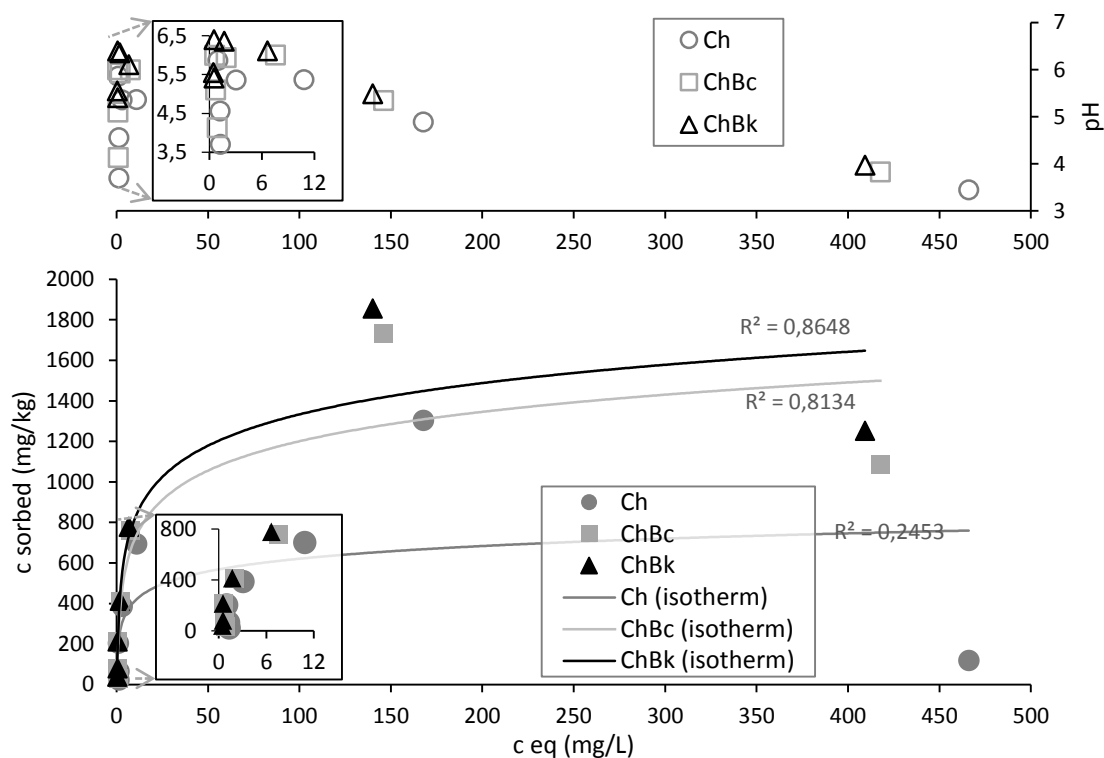 6,5
5,5
4,5
3,5
0 6 12
7
6
5
4
3
pH
Ch
ChBc
ChBk
0 50 100 150 200 250 300 350 400 450 500
c sorbed (mg/kg)
2000
1800
1600
1400
1200
1000
800
600
400
200
0
R² = 0,8648
R² = 0,8134
R² = 0,2453
800
400
0
0 6 12
Ch
ChBc
ChBk
Ch (isotherm)
ChBc (isotherm)
ChBk (isotherm)
0 50 100 150 200 250 300 350 400 450 500
c eq (mg/L)